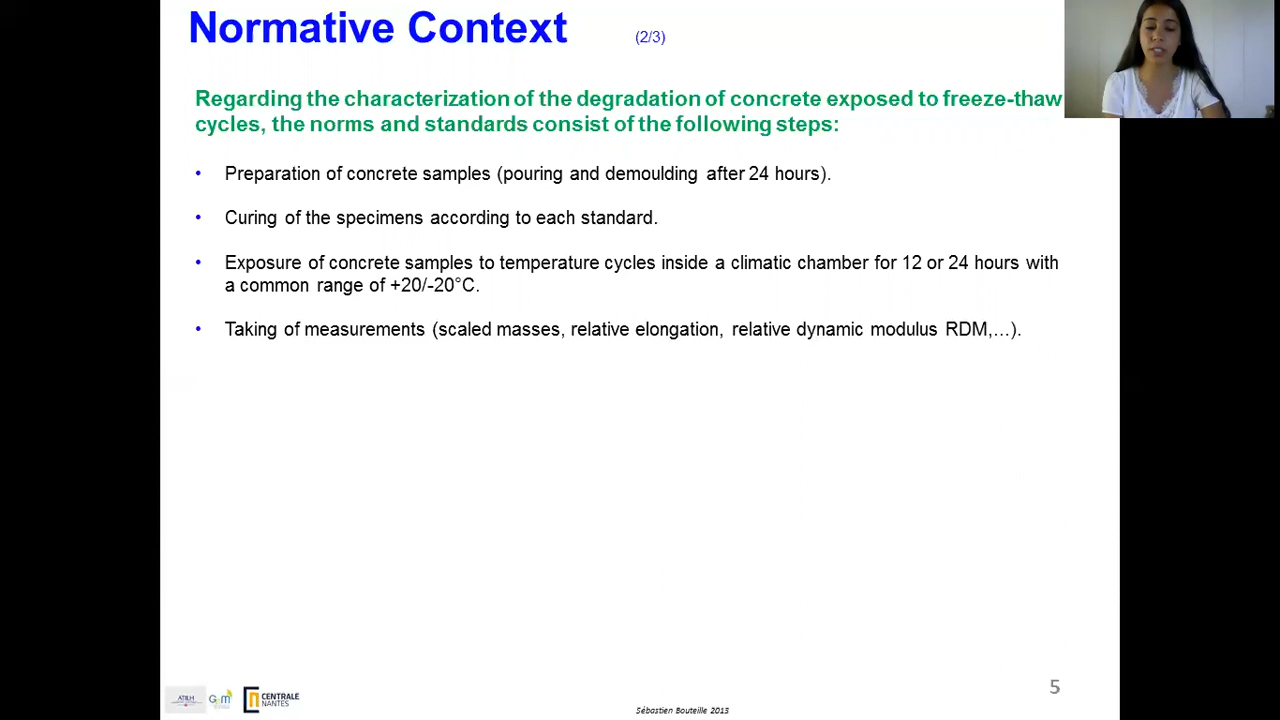 Normative Context (2/3)
Regarding the characterization of the degradation of concrete exposed to freeze-thaw
cycles, the norms and standards consist of the following steps:
• Preparation of concrete samples (pouring and demoulding after 24 hours).
• Curing of the specimens according to each standard.
• Exposure of concrete samples to temperature cycles inside a climatic chamber for 12 or 24 hours with
a common range of +20/-20°C.
• Taking of measurements (scaled masses, relative elongation, relative dynamic modulus RDM,…).
ATILH
GeM
CENTRALE
NANTES
Sébastien Bouteille 2013
5